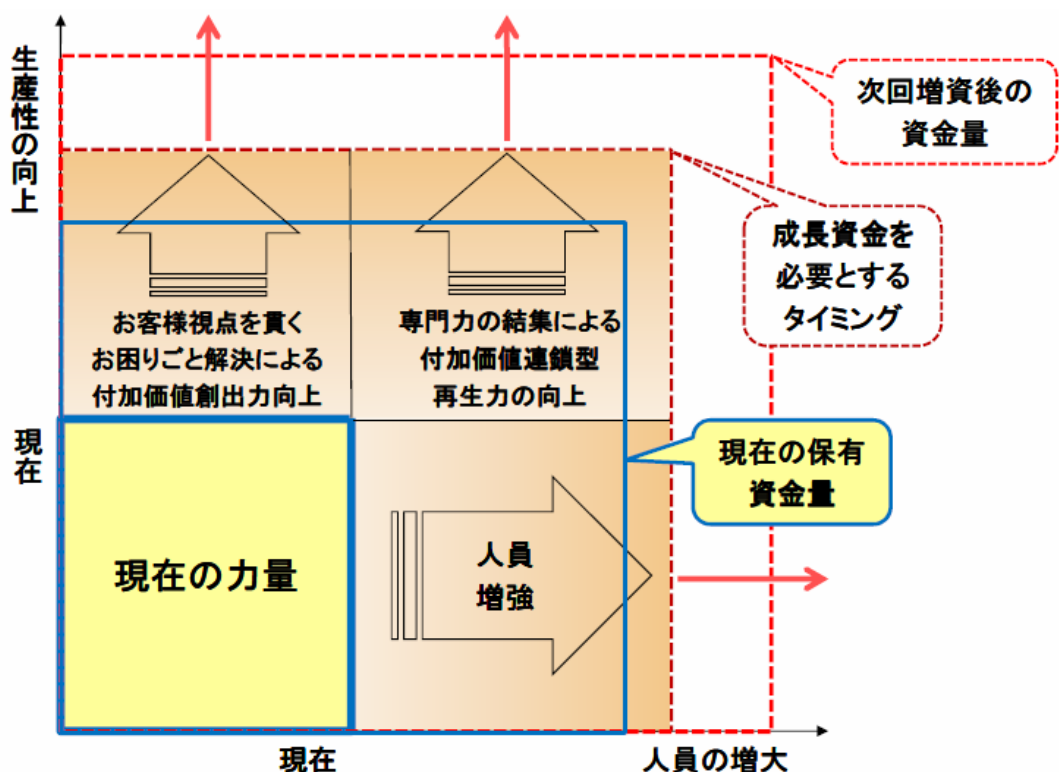 生産性の向上
次回増資後の
資金量
成長資金を
必要とする
タイミング
お客様視点を貫く
お困りごと解決による
付加価値創出力向上
専門力の結集による
付加価値連鎖型
再生力の向上
現在
現在の保有
資金量
現在の力量
人員
増強
現在
人員の増大